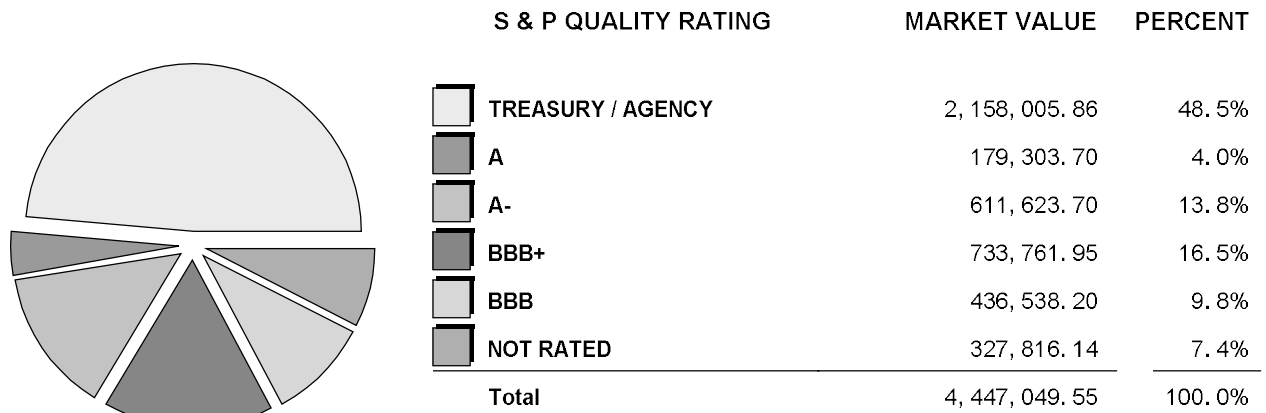 S & P QUALITY RATING MARKET VALUE PERCENT
TREASURY / AGENCY 2, 158, 005. 86 48. 5%
A 179, 303. 70 4. 0%
A- 611, 623. 70 13. 8%
BBB+ 733, 761. 95 16. 5%
BBB 436, 538. 20 9. 8%
NOT RATED 327, 816. 14 7. 4%
Total 4, 447, 049. 55 100. 0%